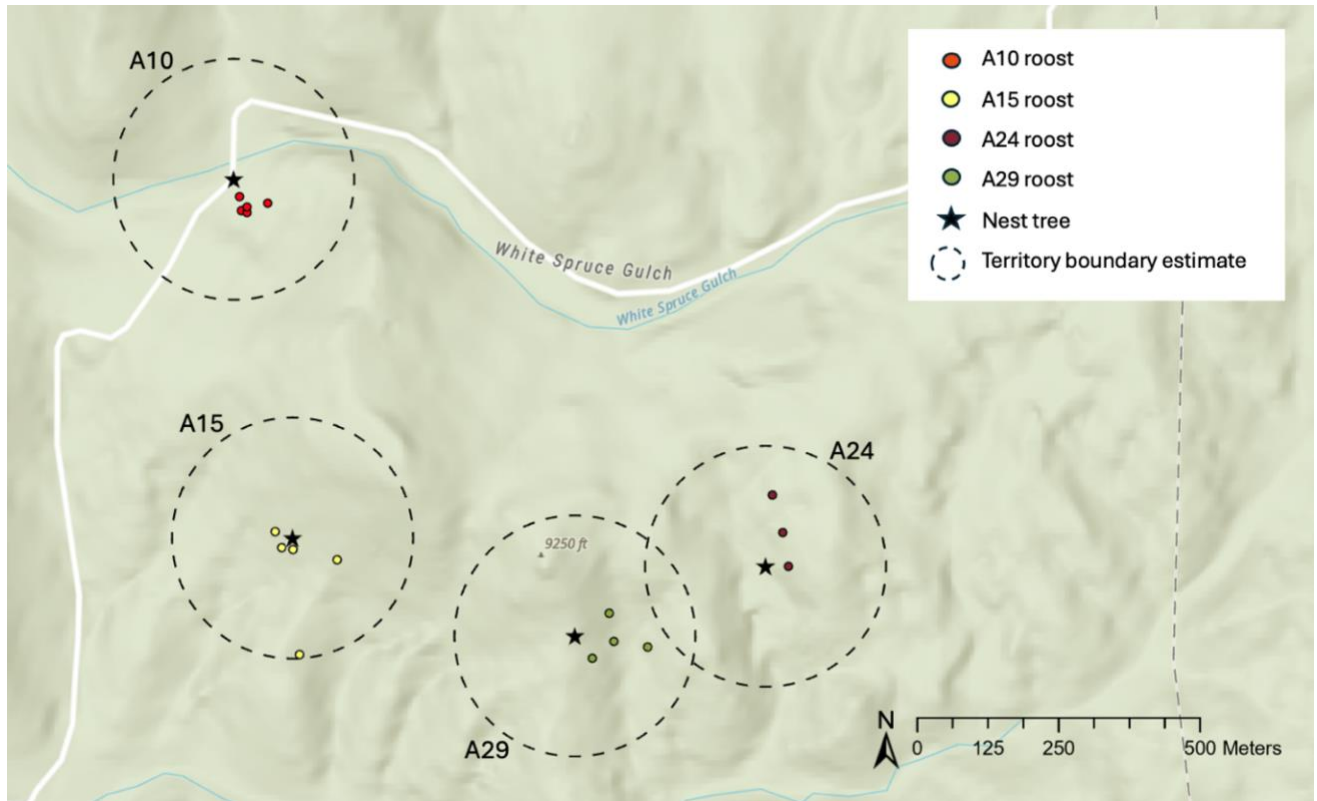 A10
A10 roost
A15 roost
A24 roost
A29 roost
Nest tree
Territory boundary estimate
White Spruce Gulch
White Spruce Gulch
A15
A24
9250 ft
A29
N
0 125 250 500 Meters